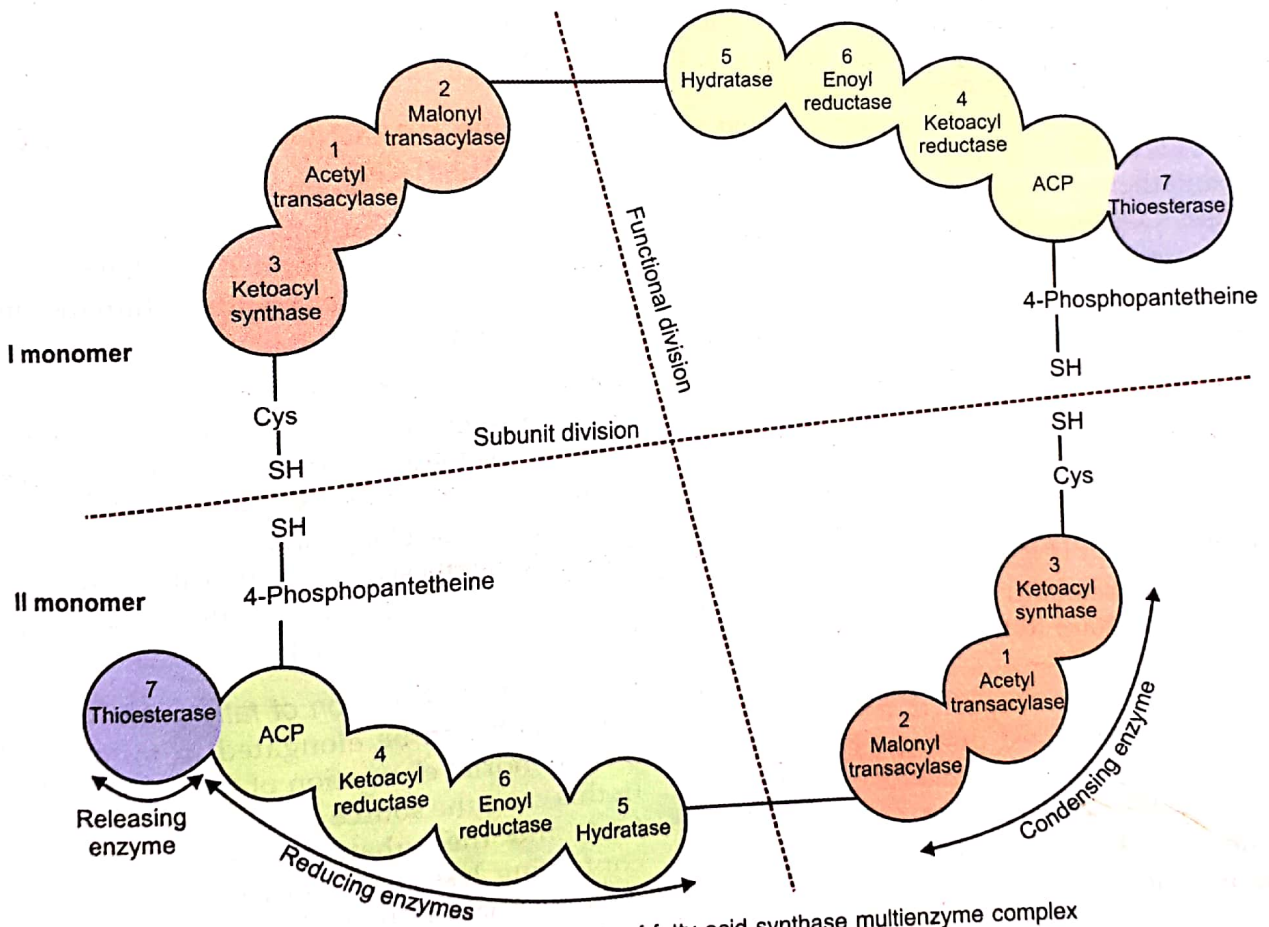 2
Malonyl
transacylase
1
Acetyl
transacylase
3
Ketoacyl
synthase
Cys
SH
I monomer
5
Hydratase
6
Enoyl
reductase
4
Ketoacyl
reductase
ACP
7
Thioesterase
4-Phosphopantetheine
SH
Functional division
Subunit division
II monomer
SH
4-Phosphopantetheine
7
Thioesterase
ACP
4
Ketoacyl
reductase
6
Enoyl
reductase
5
Hydratase
Releasing
enzyme
Reducing enzymes
SH
Cys
3
Ketoacyl
synthase
1
Acetyl
transacylase
2
Malonyl
transacylase
Condensing enzyme
fatty acid synthase multienzyme complex